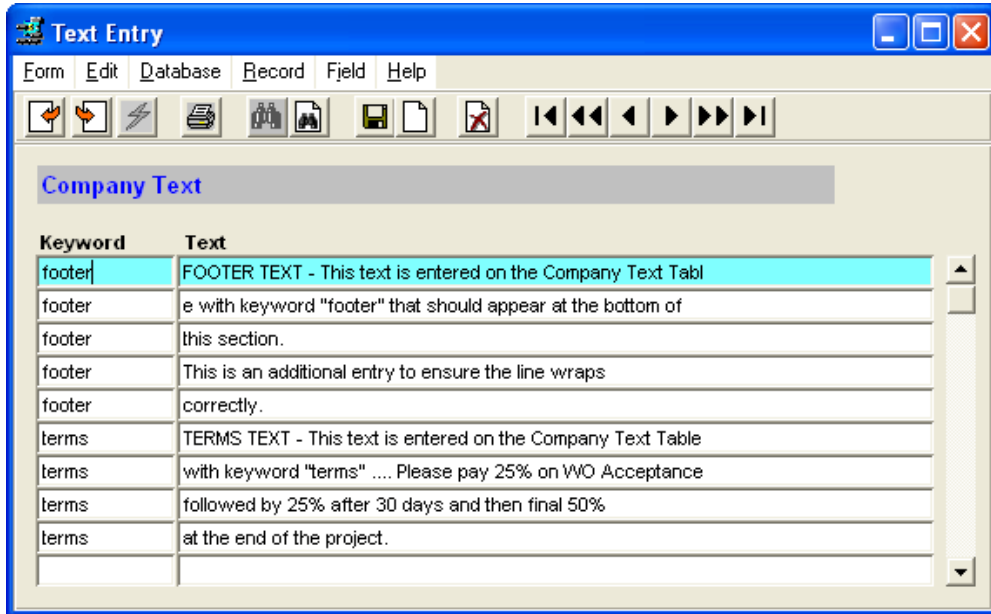 Text Entry
Form Edit Database Record Field Help
Company Text
Keyword Text
footer FOOTER TEXT - This text is entered on the Company Text Tabl
footer e with keyword "footer" that should appear at the bottom of
footer this section.
footer This is an additional entry to ensure the line wraps
footer correctly.
terms TERMS TEXT - This text is entered on the Company Text Table
terms with keyword "terms" .... Please pay 25% on WO Acceptance
terms followed by 25% after 30 days and then final 50%
terms at the end of the project.